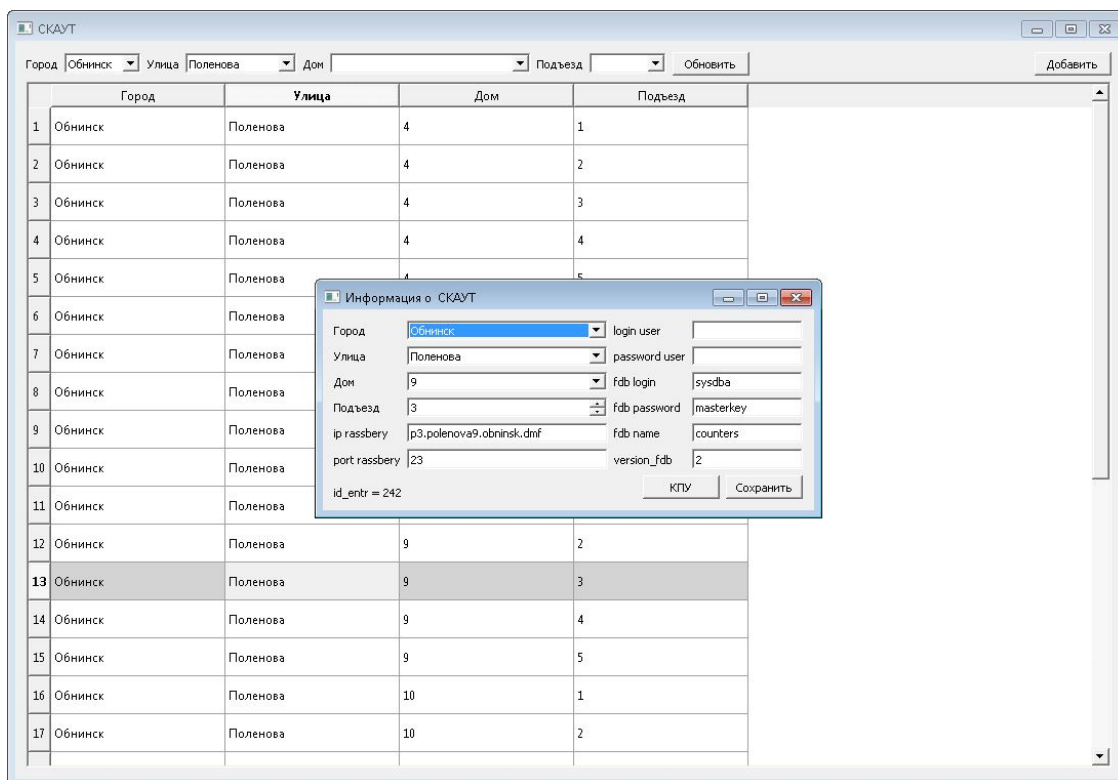 СКАУТ
Город Обнинск Улица Поленова Дом Подъезд Обновить Добавить
Город Улица Дом Подъезд
1 Обнинск Поленова 4 1
2 Обнинск Поленова 4 2
3 Обнинск Поленова 4 3
4 Обнинск Поленова 4 4
5 Обнинск Поленова 4 5
6 Обнинск Поленова
7 Обнинск Поленова
8 Обнинск Поленова
9 Обнинск Поленова
10 Обнинск Поленова
11 Обнинск Поленова
12 Обнинск Поленова 9 2
13 Обнинск Поленова 9 3
14 Обнинск Поленова 9 4
15 Обнинск Поленова 9 5
16 Обнинск Поленова 10 1
17 Обнинск Поленова 10 2
Информация о СКАУТ
Город Обнинск login user
Улица Поленова password user
Дом 9 fdb login sysdba
Подъезд 3 fdb password masterkey
ip rassbery p3.polenova9.obninsk.dmf fdb name counters
port rassbery 23 version_fdb 2
id_entr = 242 КПУ Сохранить